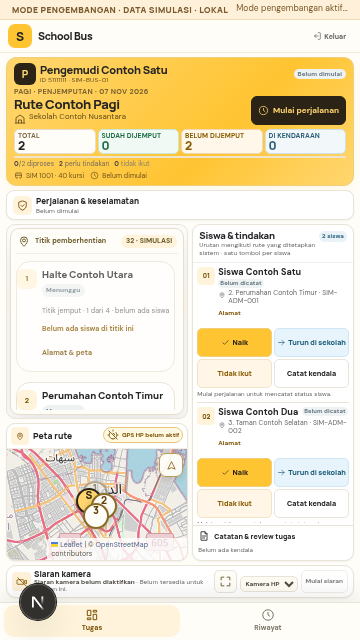 MODE PENGEMBANGAN · DATA SIMULASI · LOKAL
Mode pengembangan aktif...
S
School Bus
Keluar
P
Pengemudi Contoh Satu
Belum dimulai
PAGI · PENJEMPUTAN · 07 NOV 2026
Rute Contoh Pagi
Sekolah Contoh Nusantara
Mulai perjalanan
TOTAL
2
SUDAH DIJEMPUT
0
BELUM DIJEMPUT
2
DI KENDARAAN
0
0/2 diproses 2 perlu tindakan 0 tidak ikut
SIM 1001 · 40 kursi
Belum dimulai
Perjalanan & keselamatan
Belum dimulai
Titik pemberhentian
32 · SIMULASI
1
Halte Contoh Utara
Menunggu
Titik jemput · 1 dari 4 · belum ada siswa
Belum ada siswa di titik ini
Alamat & peta
2
Perumahan Contoh Timur
Siswa & tindakan
2 siswa
Urutan mengikuti rute yang ditetapkan
sistem · satu tombol per siswa
01
Siswa Contoh Satu
Belum dicatat
2. Perumahan Contoh Timur · SIM-
ADM-001
Alamat
Naik
Turun di sekolah
Tidak ikut
Catat kendala
Mulai perjalanan untuk mencatat status siswa.
02
Siswa Contoh Dua
Belum dicatat
3. Taman Contoh Selatan · SIM-ADM-
002
Alamat
Naik
Turun di sekolah
Tidak ikut
Catat kendala
Peta rute
GPS HP belum aktif
سيهات
S
2
3
605
Leaflet | © OpenStreetMap
contributors
Catatan & review tugas
Belum ada kendala
Siaran kamera
kamera belum diaktifkan · Belum tersedia untuk
ini.
Kamera HP
Mulai siaran
N
Tugas
Riwayat